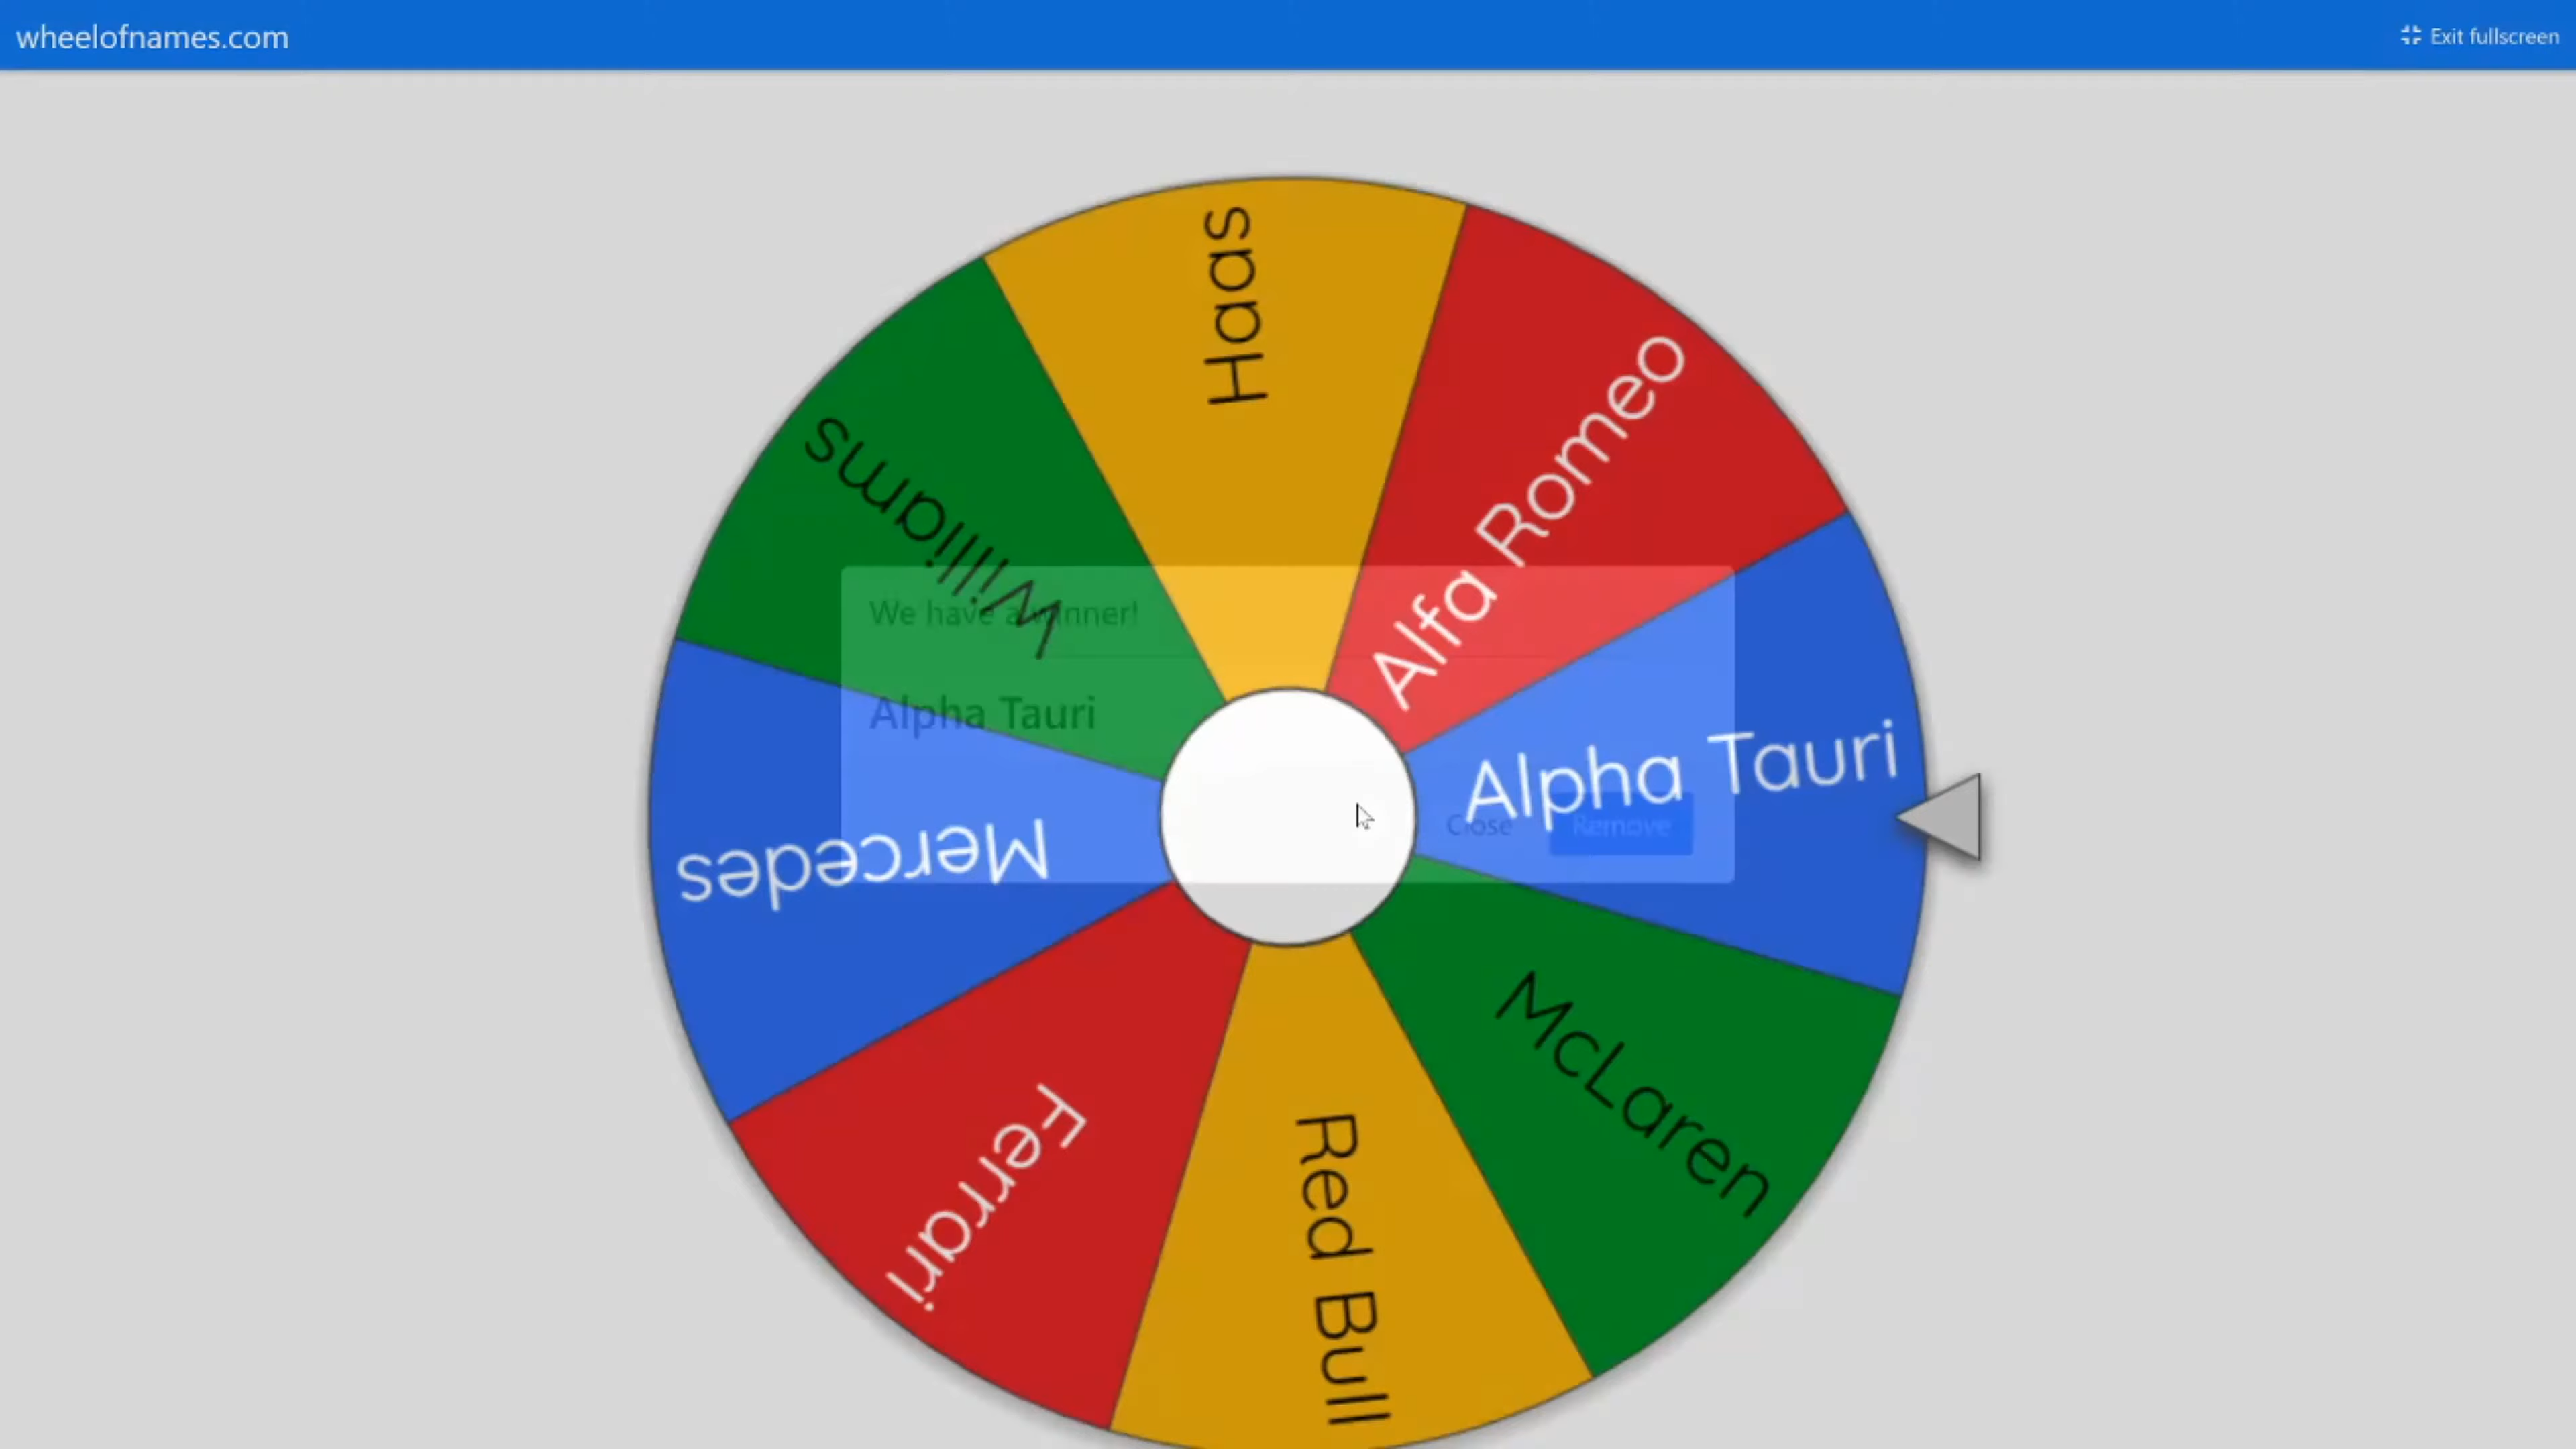 wheelofnames.com
Exit fullscreen
Haas
Alfa Romeo
Williams
We have a winner!
Alpha Tauri
Alpha Tauri
Close
Remove
Mercedes
McLaren
Ferrari
Red Bull